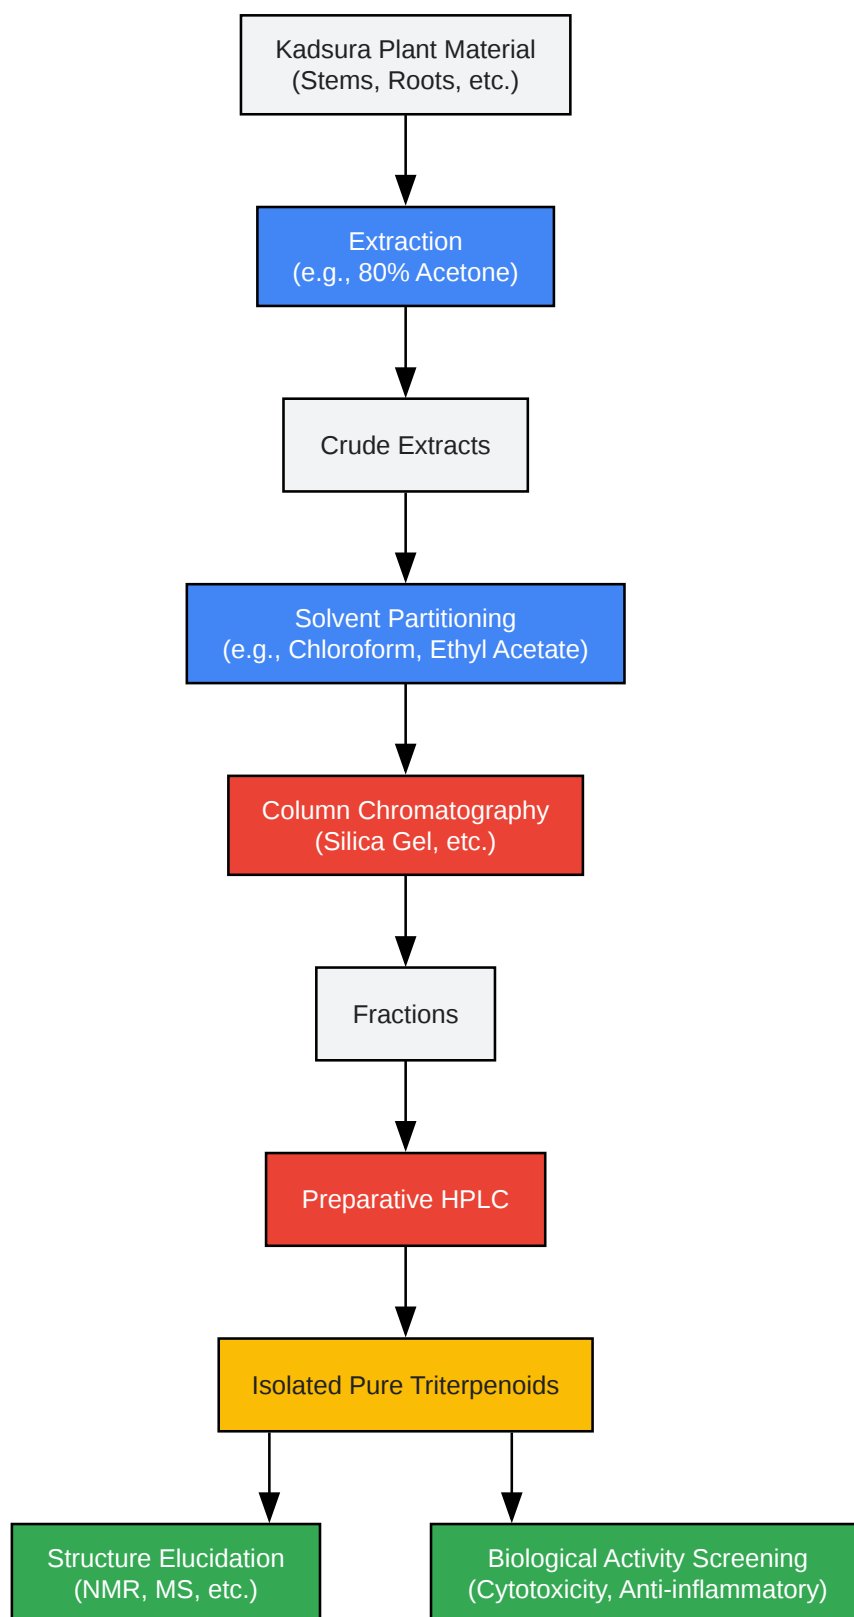 Kadsura Plant Material
(Stems, Roots, etc.)
Extraction
(e.g., 80% Acetone)
Crude Extracts
Solvent Partitioning
(e.g., Chloroform, Ethyl Acetate)
Column Chromatography
(Silica Gel, etc.)
Fractions
Preparative HPLC
Isolated Pure Triterpenoids
Structure Elucidation
(NMR, MS, etc.)
Biological Activity Screening
(Cytotoxicity, Anti-inflammatory)